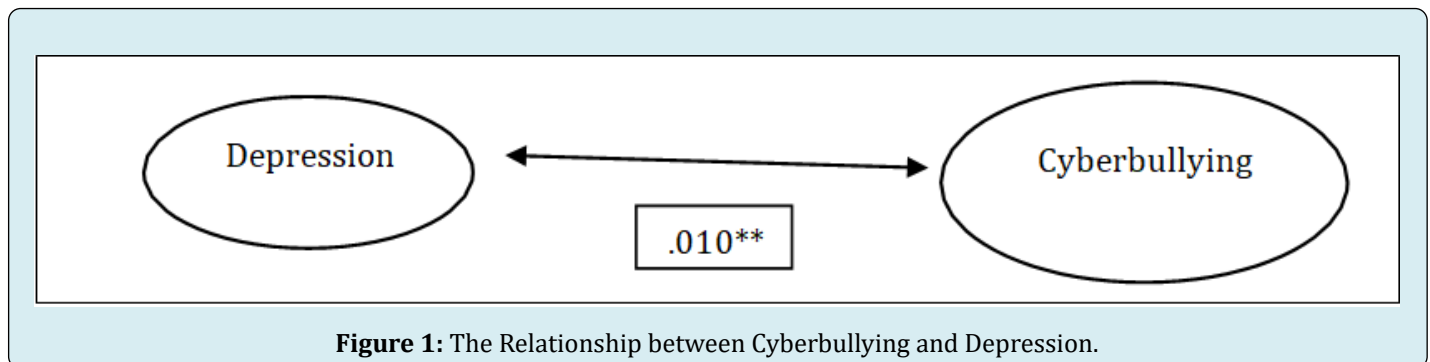 Depression
Cyberbullying
.010**
Figure 1: The Relationship between Cyberbullying and Depression.